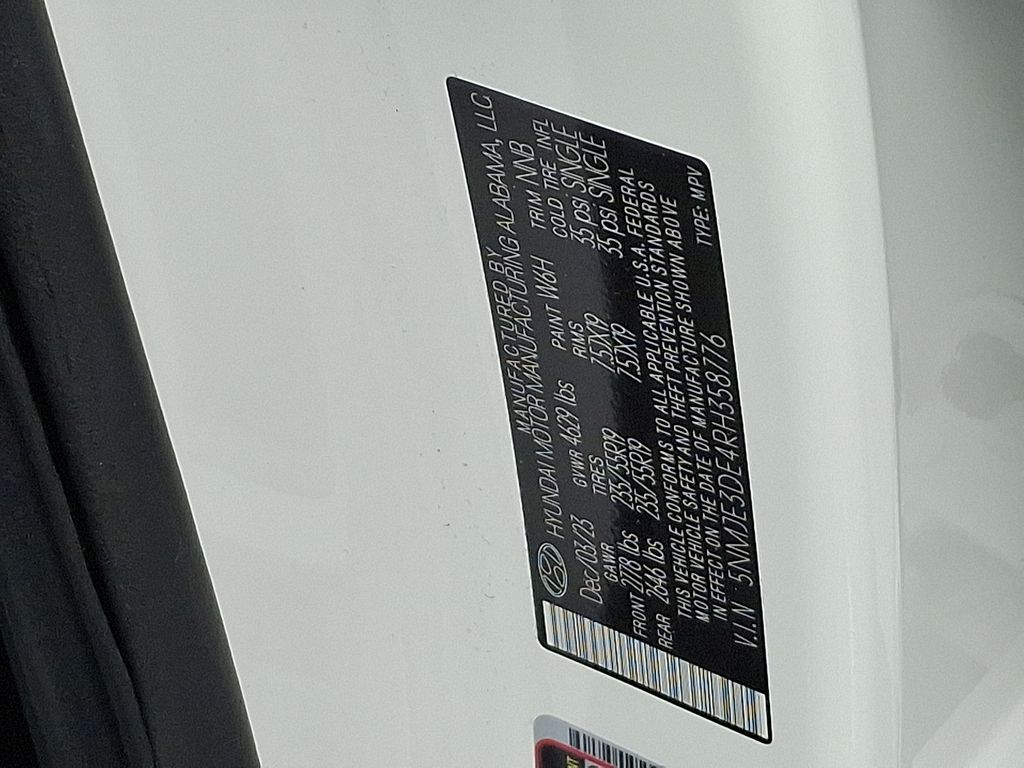 MANUFACTURED BY
HYUNDAI MOTOR MANUFACTURING ALABAMA, LLC
Dec/03/23 GVWR 4629 lbs PAINT W6H TRIM NNB
GAWR TIRES RIMS COLD TIRE INFL
FRONT 2778 lbs 235/55R19 7.5JX19 35 psi SINGLE
REAR 2646 lbs 235/55R19 7.5JX19 35 psi SINGLE
THIS VEHICLE CONFORMS TO ALL APPLICABLE U.S.A. FEDERAL
MOTOR VEHICLE SAFETY AND THEFT PREVENTION STANDARDS
IN EFFECT ON THE DATE OF MANUFACTURE SHOWN ABOVE
V.I.N 5NMJE3DE4RH358776 TYPE: MPV